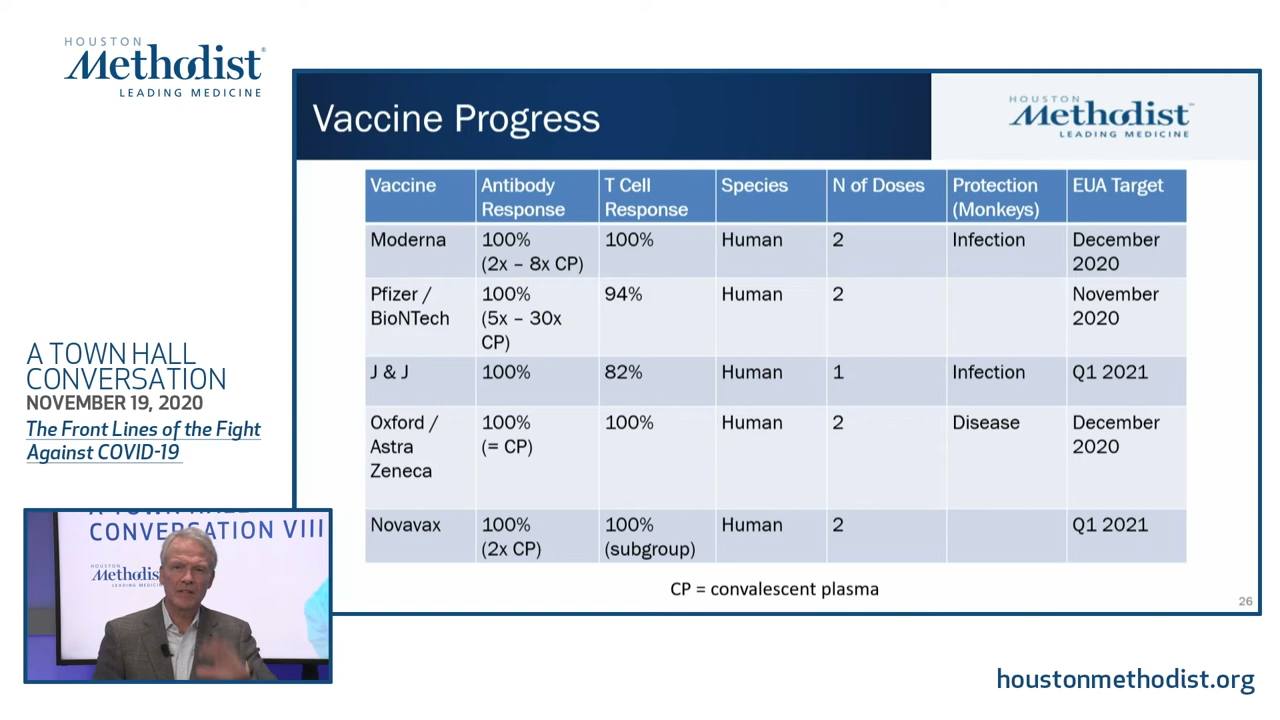 HOUSTON
Methodist
LEADING MEDICINE
Vaccine Progress
HOUSTON
Methodist
LEADING MEDICINE
Vaccine
Antibody
Response
T Cell
Response
Species
N of Doses
Protection
(Monkeys)
EUA Target
Moderna
100%
(2x – 8x CP)
100%
Human
2
Infection
December
2020
Pfizer /
BioNTech
100%
(5x – 30x
CP)
94%
Human
2
November
2020
J & J
100%
82%
Human
1
Infection
Q1 2021
Oxford /
Astra
Zeneca
100%
(= CP)
100%
Human
2
Disease
December
2020
Novavax
100%
(2x CP)
100%
(subgroup)
Human
2
Q1 2021
CP = convalescent plasma
26
A TOWN HALL
CONVERSATION
NOVEMBER 19, 2020
The Front Lines of the Fight
Against COVID-19
A TOWN HALL
CONVERSATION VIII
HOUSTON
Methodist
LEADING MEDICINE
houstonmethodist.org